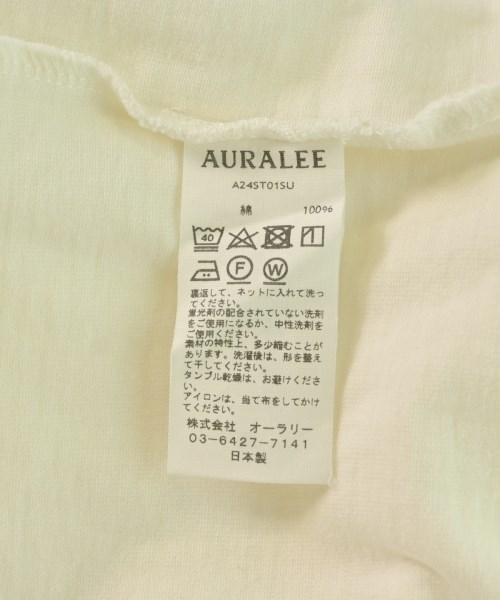 AURALEE
A24ST01SU
綿 100%
40
F W
裏返して、ネットに入れて洗っ
てください。
蛍光剤の配合されていない洗剤
をご使用になるか、中性洗剤を
ご使用ください。
素材の特性上、多少縮むことが
あります。洗濯後は、形を整え
て干してください。
タンブル乾燥は、お避けくださ
い。
アイロンは、当て布をしてかけ
てください。
株式会社 オーラリー
03-6427-7141
日本製